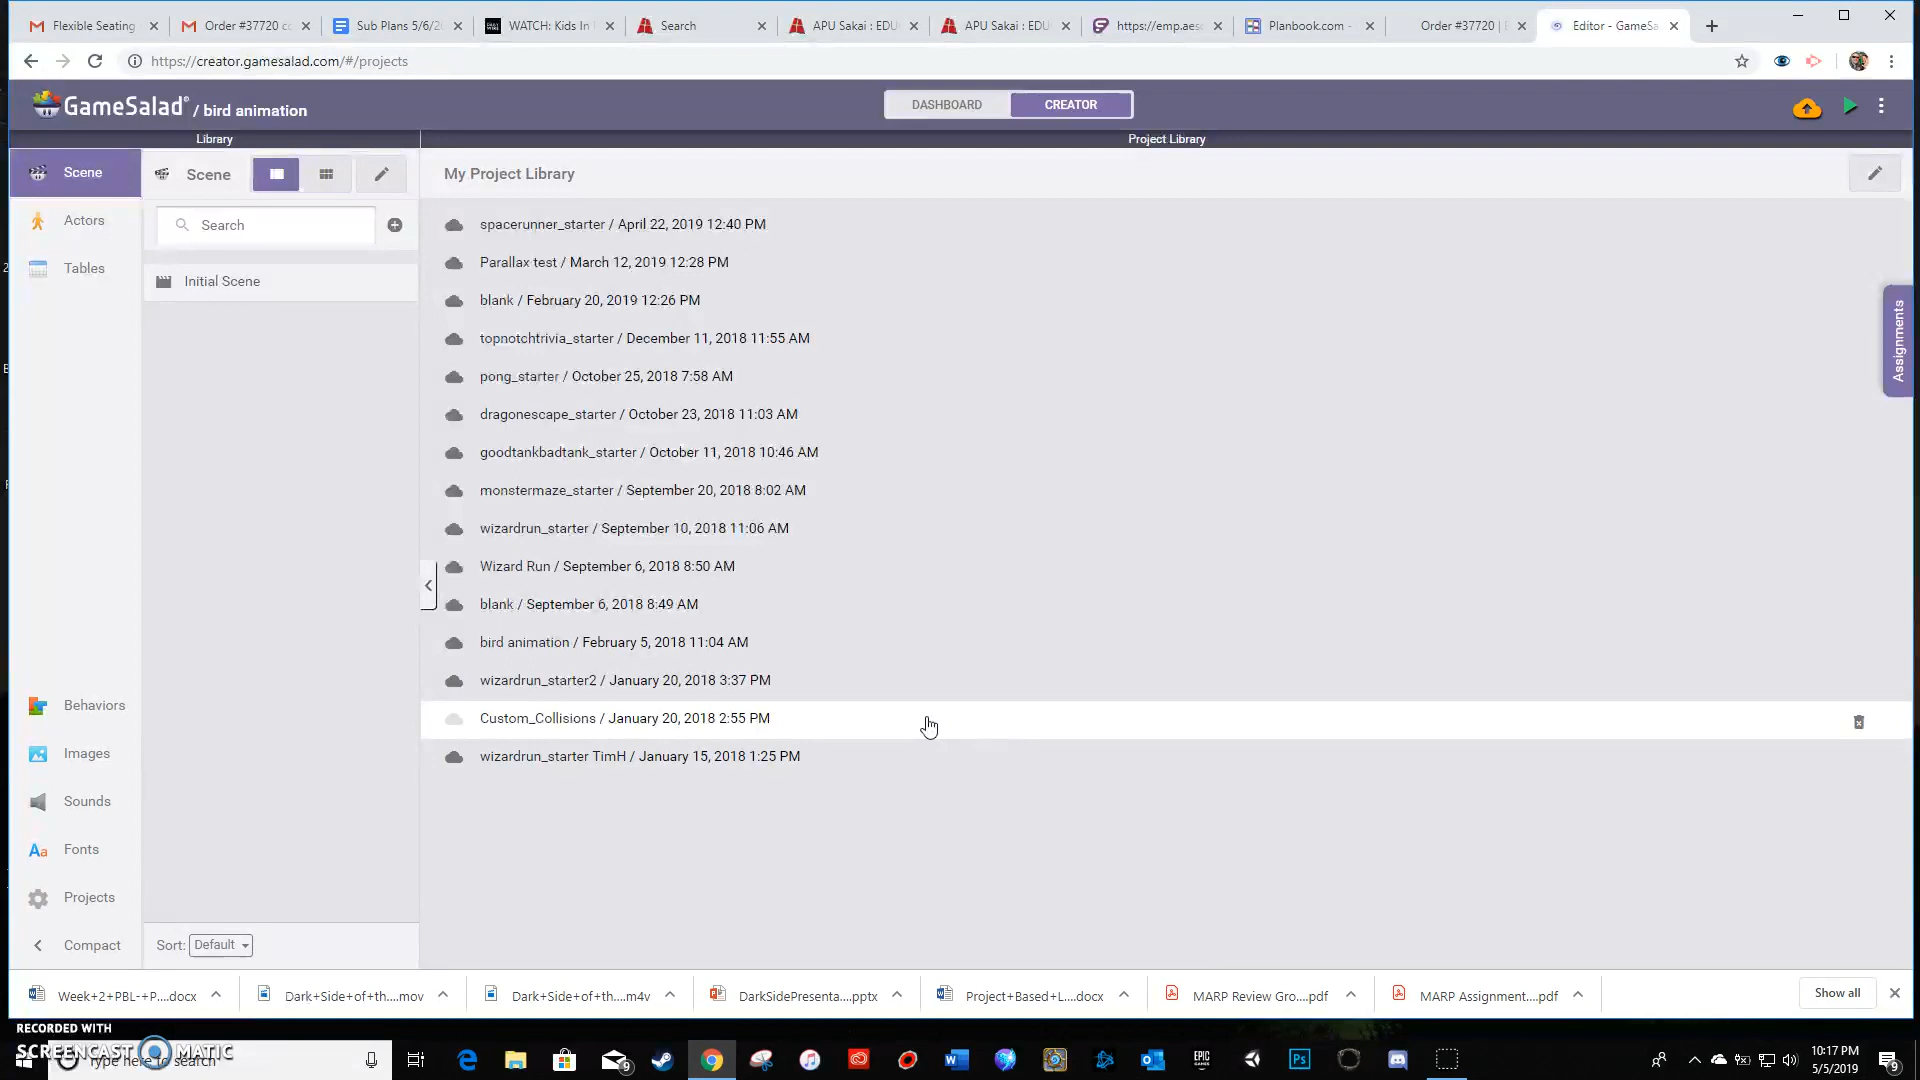 Flexible Seating
Order #37720 co
Sub Plans 5/6/2
WATCH: Kids In
Search
APU Sakai : EDU
APU Sakai : EDU
https://emp.aeso
Planbook.com -
Order #37720 | E
Editor - GameSa
https://creator.gamesalad.com/#/projects
GameSalad® / bird animation
DASHBOARD
CREATOR
Library
Project Library
Scene
Scene
My Project Library
Actors
Search
spacerunner_starter / April 22, 2019 12:40 PM
Tables
Parallax test / March 12, 2019 12:28 PM
Initial Scene
blank / February 20, 2019 12:26 PM
Assignments
topnotchtrivia_starter / December 11, 2018 11:55 AM
pong_starter / October 25, 2018 7:58 AM
dragonescape_starter / October 23, 2018 11:03 AM
goodtankbadtank_starter / October 11, 2018 10:46 AM
monstermaze_starter / September 20, 2018 8:02 AM
wizardrun_starter / September 10, 2018 11:06 AM
Wizard Run / September 6, 2018 8:50 AM
blank / September 6, 2018 8:49 AM
bird animation / February 5, 2018 11:04 AM
wizardrun_starter2 / January 20, 2018 3:37 PM
Custom_Collisions / January 20, 2018 2:55 PM
wizardrun_starter TimH / January 15, 2018 1:25 PM
Behaviors
Images
Sounds
Fonts
Projects
Compact
Sort: Default
Week+2+PBL-+P....docx
Dark+Side+of+th....mov
Dark+Side+of+th....m4v
DarkSidePresenta....pptx
Project+Based+L....docx
MARP Review Gro....pdf
MARP Assignment....pdf
Show all
RECORDED WITH
SCREENCAST MATIC
Type here to search
9
10:17 PM
5/5/2019
9